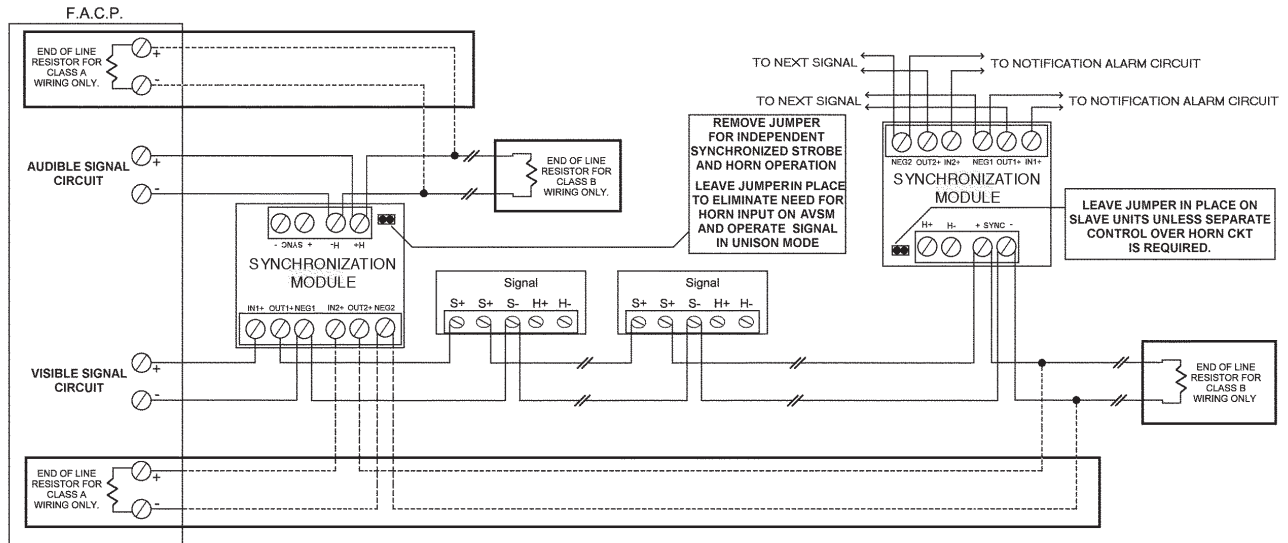 F.A.C.P.
END OF LINE
RESISTOR FOR
CLASS A
WIRING ONLY.
+
-
AUDIBLE SIGNAL
CIRCUIT
+
-
END OF LINE
RESISTOR FOR
CLASS B
WIRING ONLY.
REMOVE JUMPER
FOR INDEPENDENT
SYNCHRONIZED STROBE
AND HORN OPERATION
LEAVE JUMPER IN PLACE
TO ELIMINATE NEED FOR
HORN INPUT ON AVSM
AND OPERATE SIGNAL
IN UNISON MODE
TO NEXT SIGNAL
TO NOTIFICATION ALARM CIRCUIT
TO NEXT SIGNAL
TO NOTIFICATION ALARM CIRCUIT
NEG2 OUT2+ IN2+ NEG1 OUT1+ IN1+
SYNCHRONIZATION
MODULE
H+ H- + SYNC -
LEAVE JUMPER IN PLACE ON
SLAVE UNITS UNLESS SEPARATE
CONTROL OVER HORN CKT
IS REQUIRED.
- SYNC + H- H+
SYNCHRONIZATION
MODULE
IN1+ OUT1+ NEG1 IN2+ OUT2+ NEG2
Signal
S+ S+ S- H+ H-
Signal
S+ S+ S- H+ H-
VISIBLE SIGNAL
CIRCUIT
+
-
END OF LINE
RESISTOR FOR
CLASS B
WIRING ONLY
END OF LINE
RESISTOR FOR
CLASS A
WIRING ONLY.
+
-